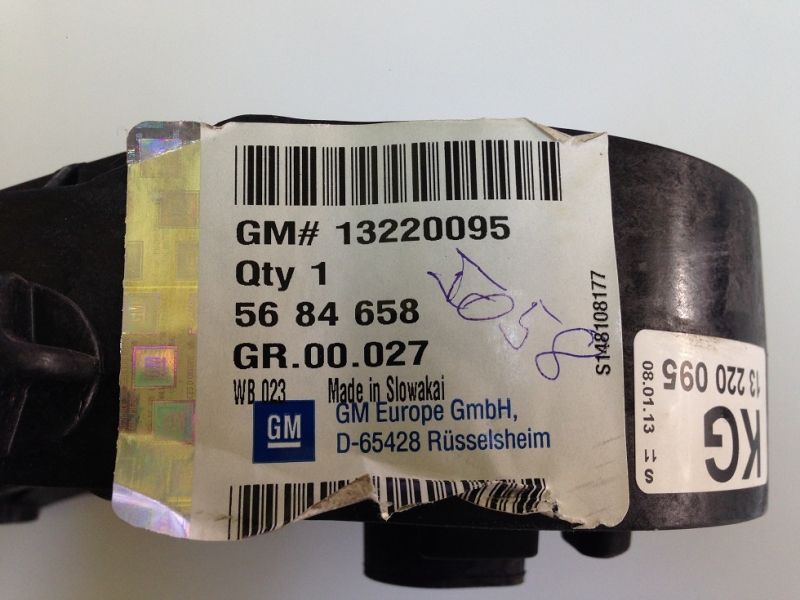 GM# 13220095
Qty 1
56 84 658
GR.00.027
WB 023 Made in Slowakai
GM
GM Europe GmbH,
D-65428 Rüsselsheim
S148108177
KG
13 220 095
08.01.13 11 S